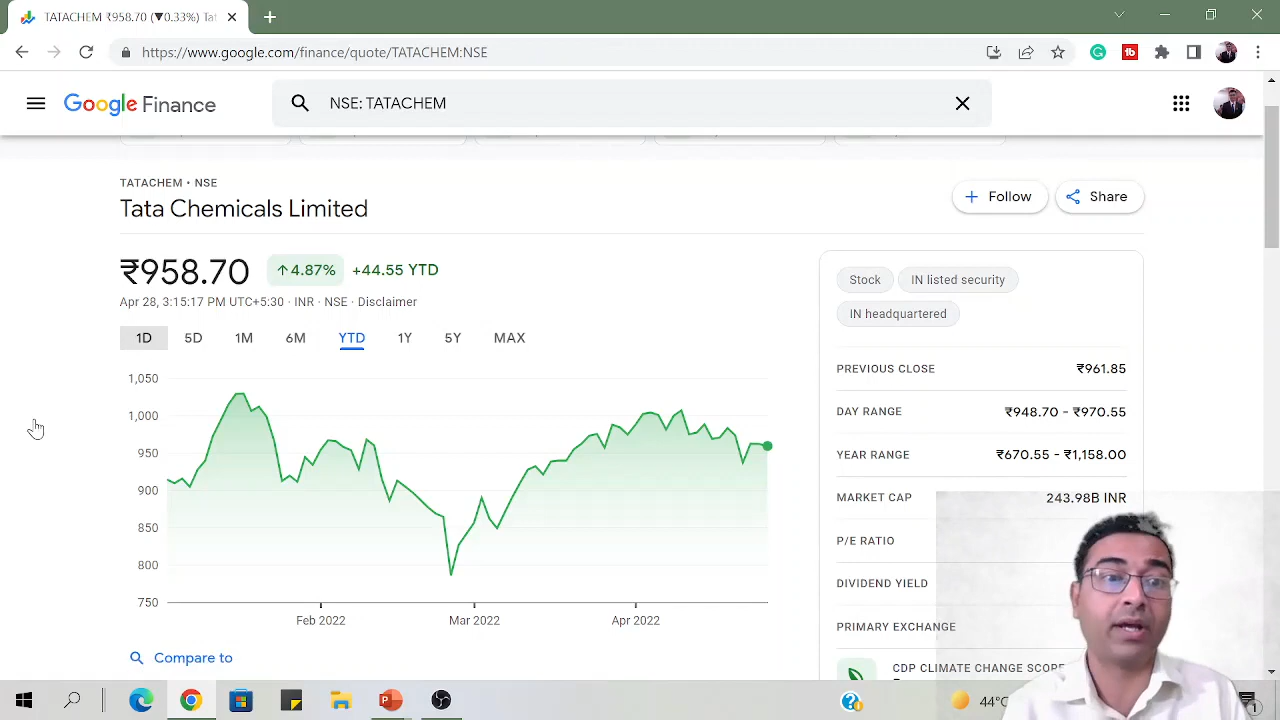 TATACHEM ₹958.70 (▼0.33%) Tat
https://www.google.com/finance/quote/TATACHEM:NSE
tb
Google Finance
NSE: TATACHEM
TATACHEM • NSE
Tata Chemicals Limited
Follow
Share
₹958.70
↑4.87%
+44.55 YTD
Apr 28, 3:15:17 PM UTC+5:30 · INR · NSE · Disclaimer
1D 5D 1M 6M YTD 1Y 5Y MAX
1,050
1,000
950
900
850
800
750
Feb 2022
Mar 2022
Apr 2022
Compare to
Stock
IN listed security
IN headquartered
PREVIOUS CLOSE
₹961.85
DAY RANGE
₹948.70 - ₹970.55
YEAR RANGE
₹670.55 - ₹1,158.00
MARKET CAP
243.98B INR
P/E RATIO
DIVIDEND YIELD
PRIMARY EXCHANGE
CDP CLIMATE CHANGE SCORE
44°C
1